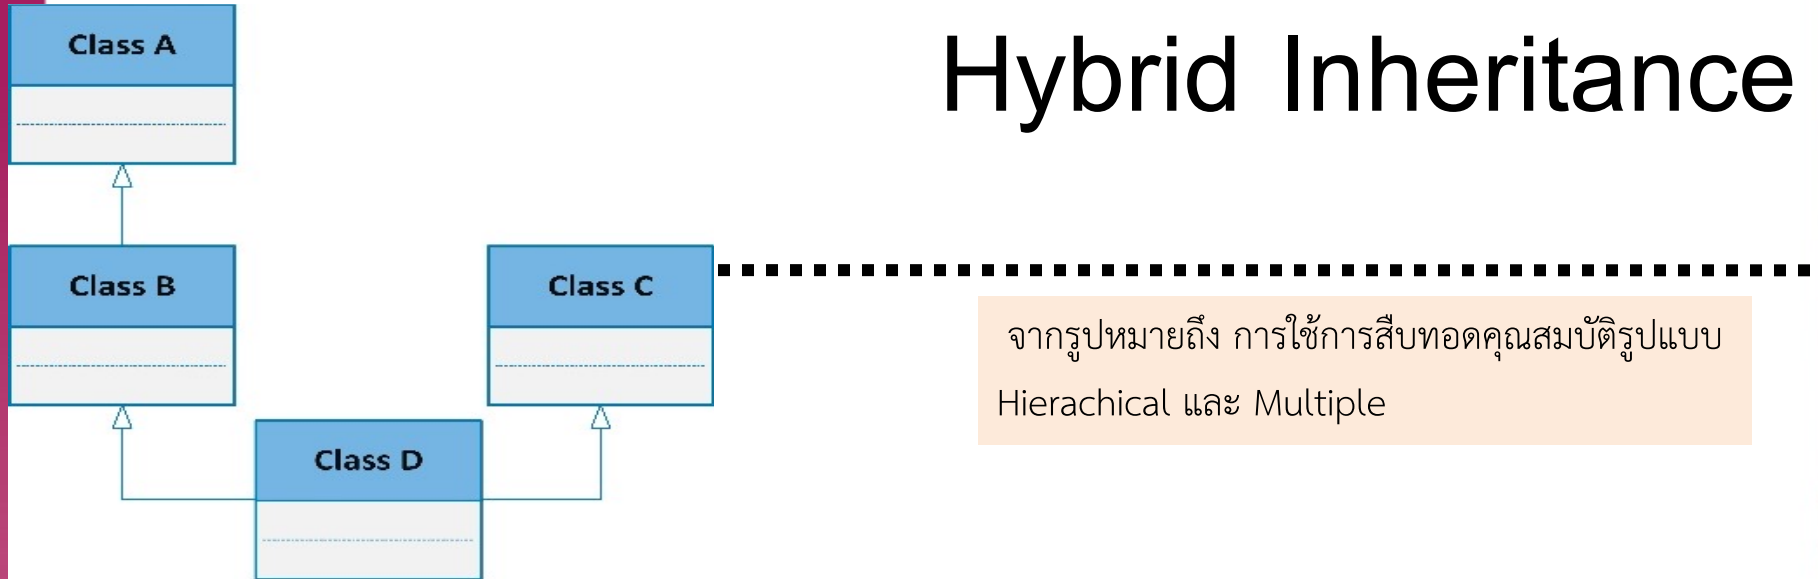 Hybrid Inheritance
Class A
Class B
Class C
Class D
จากรูปหมายถึง การใช้การสืบทอดคุณสมบัติรูปแบบ
Hierachical และ Multiple